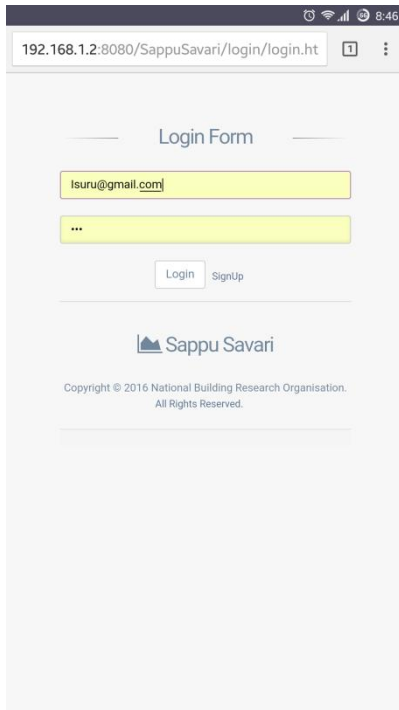 8:46
192.168.1.2:8080/SappuSavari/login/login.ht 1
Login Form
Isuru@gmail.com
•••
Login SignUp
Sappu Savari
Copyright © 2016 National Building Research Organisation.
All Rights Reserved.